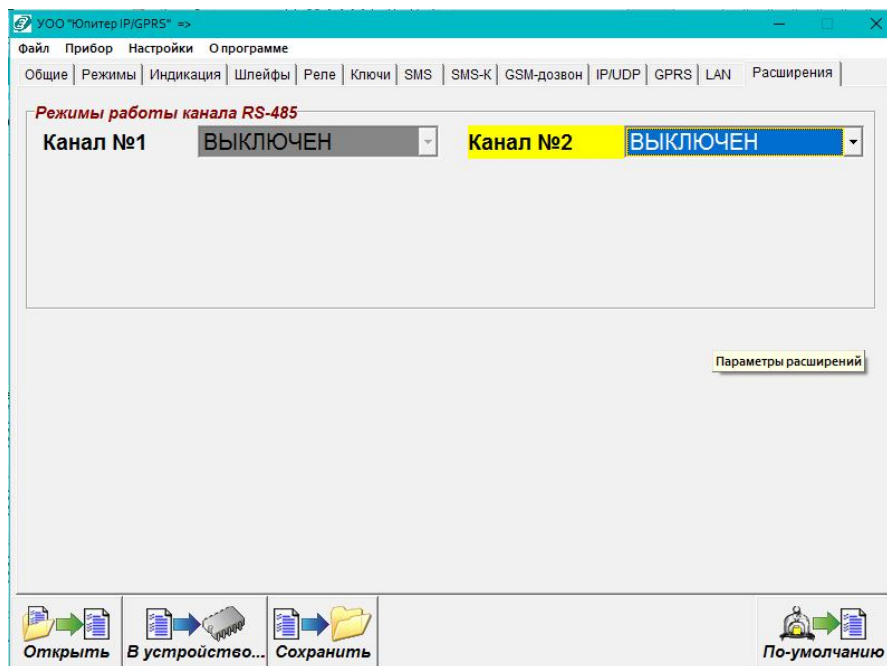 УОО "Юпитер IP/GPRS" =>
Файл Прибор Настройки О программе
Общие Режимы Индикация Шлейфы Реле Ключи SMS SMS-К GSM-дозвон IP/UDP GPRS LAN Расширения
Режимы работы канала RS-485
Канал №1 ВЫКЛЮЧЕН Канал №2 ВЫКЛЮЧЕН
Параметры расширений
Открыть В устройство... Сохранить По-умолчанию